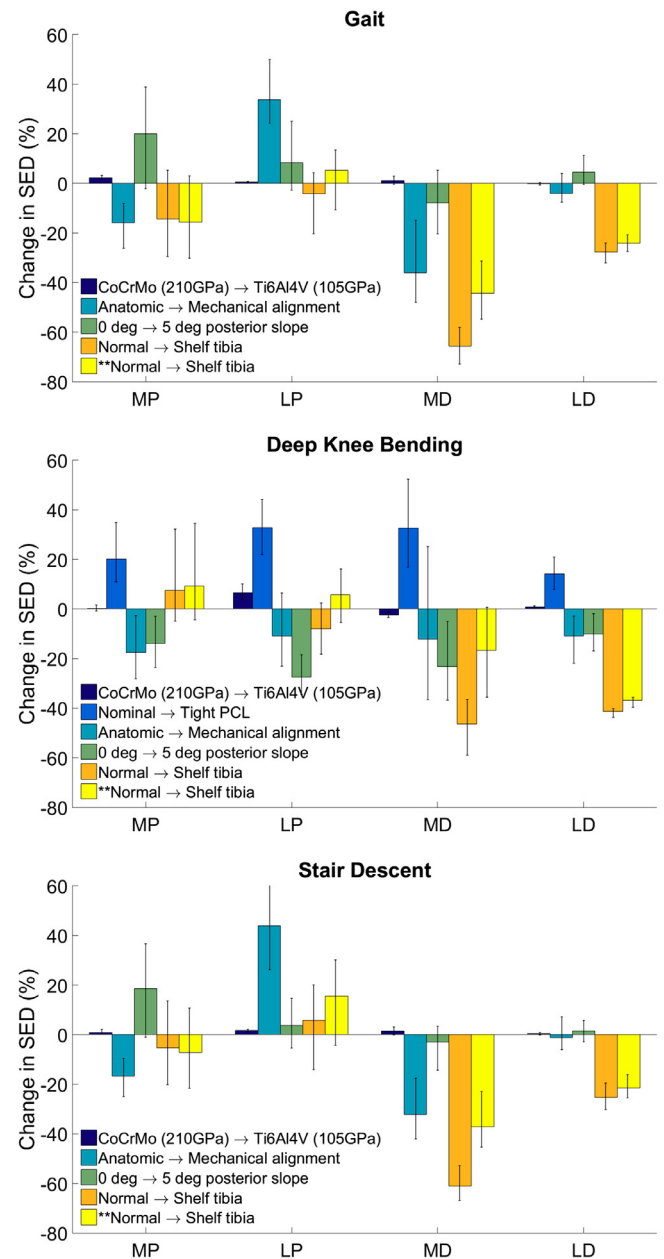 Gait
Change in SED (%)
60
40
20
0
-20
-40
-60
-80
CoCrMo (210GPa) → Ti6Al4V (105GPa)
Anatomic → Mechanical alignment
0 deg → 5 deg posterior slope
Normal → Shelf tibia
**Normal → Shelf tibia
MP LP MD LD
Deep Knee Bending
Change in SED (%)
60
40
20
0
-20
-40
-60
-80
CoCrMo (210GPa) → Ti6Al4V (105GPa)
Nominal → Tight PCL
Anatomic → Mechanical alignment
0 deg → 5 deg posterior slope
Normal → Shelf tibia
**Normal → Shelf tibia
MP LP MD LD
Stair Descent
Change in SED (%)
60
40
20
0
-20
-40
-60
-80
CoCrMo (210GPa) → Ti6Al4V (105GPa)
Anatomic → Mechanical alignment
0 deg → 5 deg posterior slope
Normal → Shelf tibia
**Normal → Shelf tibia
MP LP MD LD